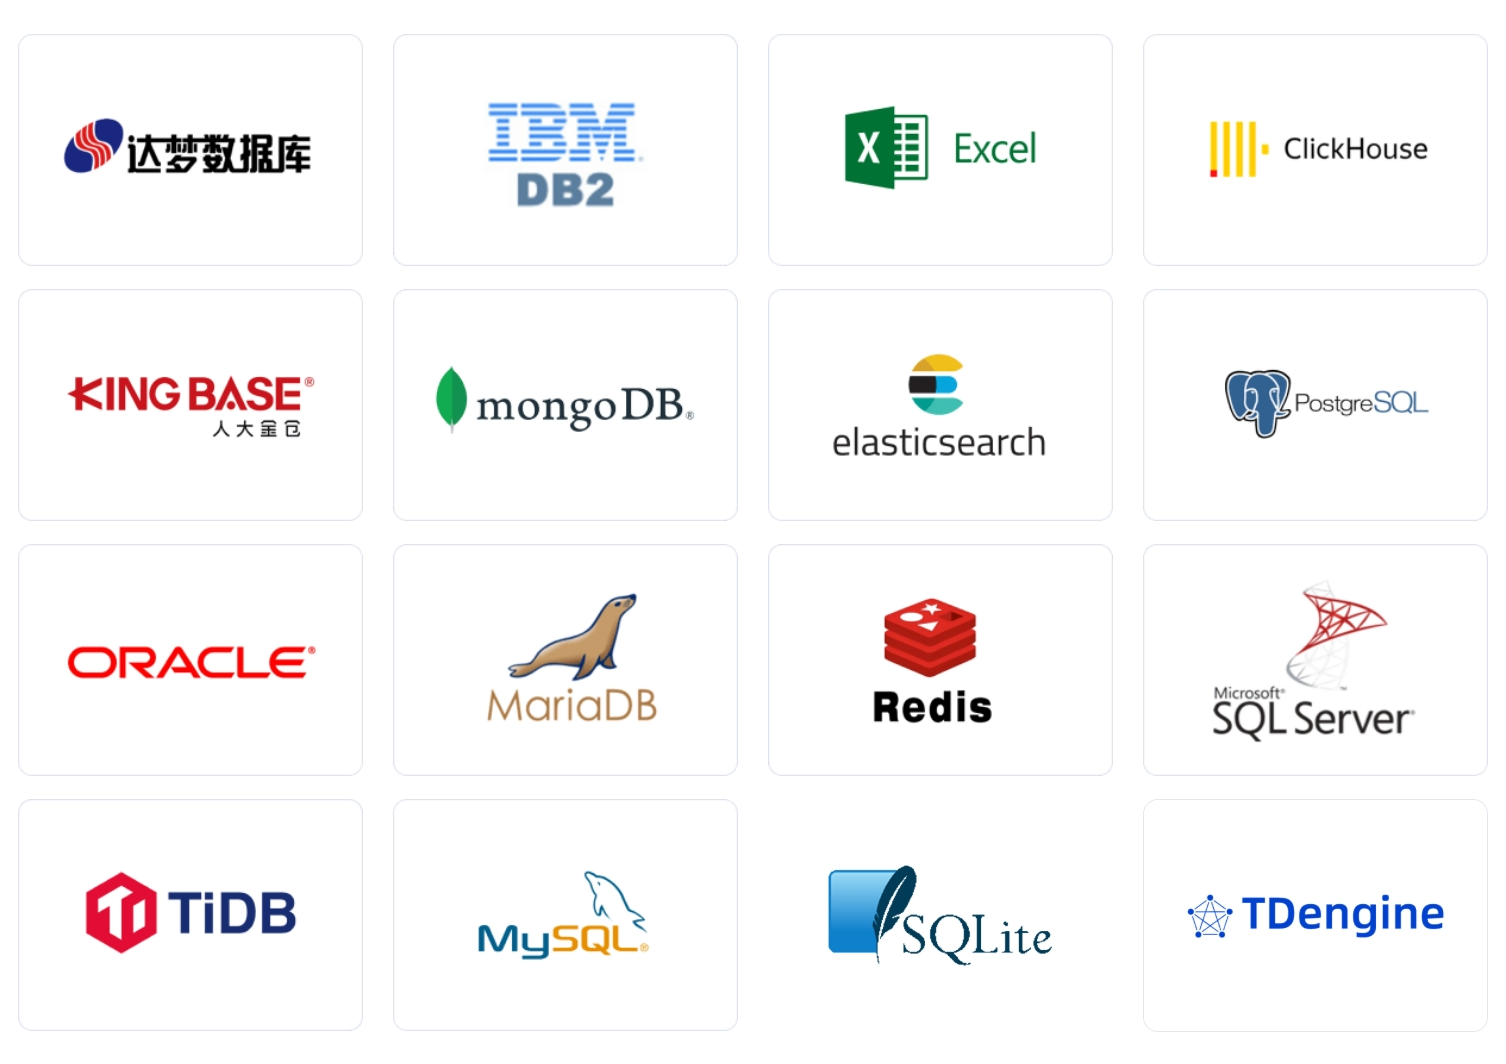 达梦数据库
IBM®
DB2
X
Excel
ClickHouse
KINGBASE®
人大金仓
mongoDB®
elasticsearch
PostgreSQL
ORACLE®
MariaDB
Redis
Microsoft®
SQL Server®
™
TiDB
MySQL®
SQLite
TDengine